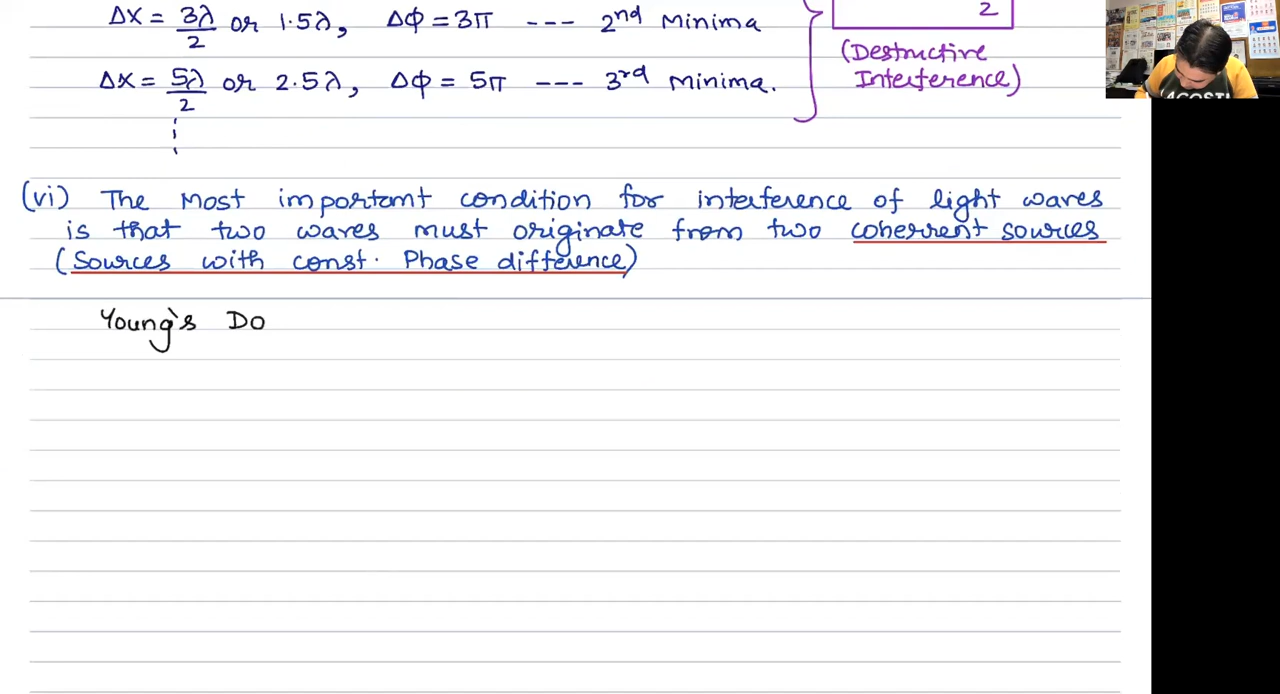 Δx = 3λ/2 or 1.5λ, Δφ = 3π --- 2nd Minima
2
(Destructive
Interference)
Δx = 5λ/2 or 2.5λ, Δφ = 5π --- 3rd Minima.
(vi) The most important condition for interference of light waves
is that two waves must originate from two coherrent sources
(Sources with const. Phase difference)
Young's Do